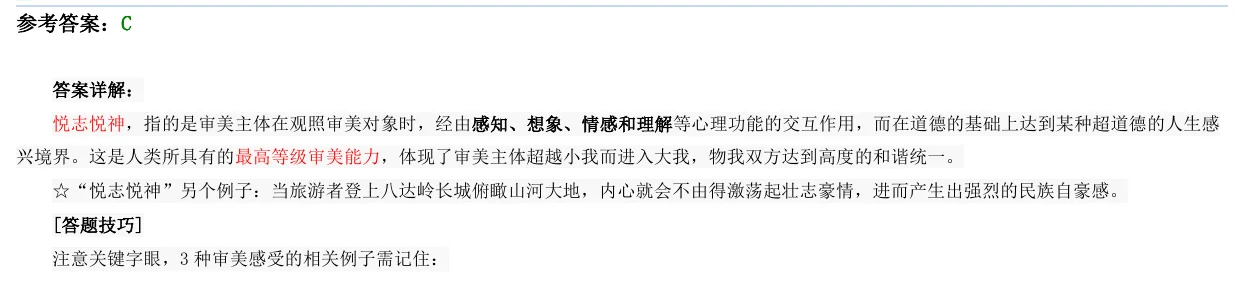 参考答案：C
答案详解：
悦志悦神，指的是审美主体在观照审美对象时，经由感知、想象、情感和理解等心理功能的交互作用，而在道德的基础上达到某种超道德的人生感
兴境界。这是人类所具有的最高等级审美能力，体现了审美主体超越小我而进入大我，物我双方达到高度的和谐统一。
☆“悦志悦神”另个例子：当旅游者登上八达岭长城俯瞰山河大地，内心就会不由得激荡起壮志豪情，进而产生出强烈的民族自豪感。
[答题技巧]
注意关键字眼，3 种审美感受的相关例子需记住：